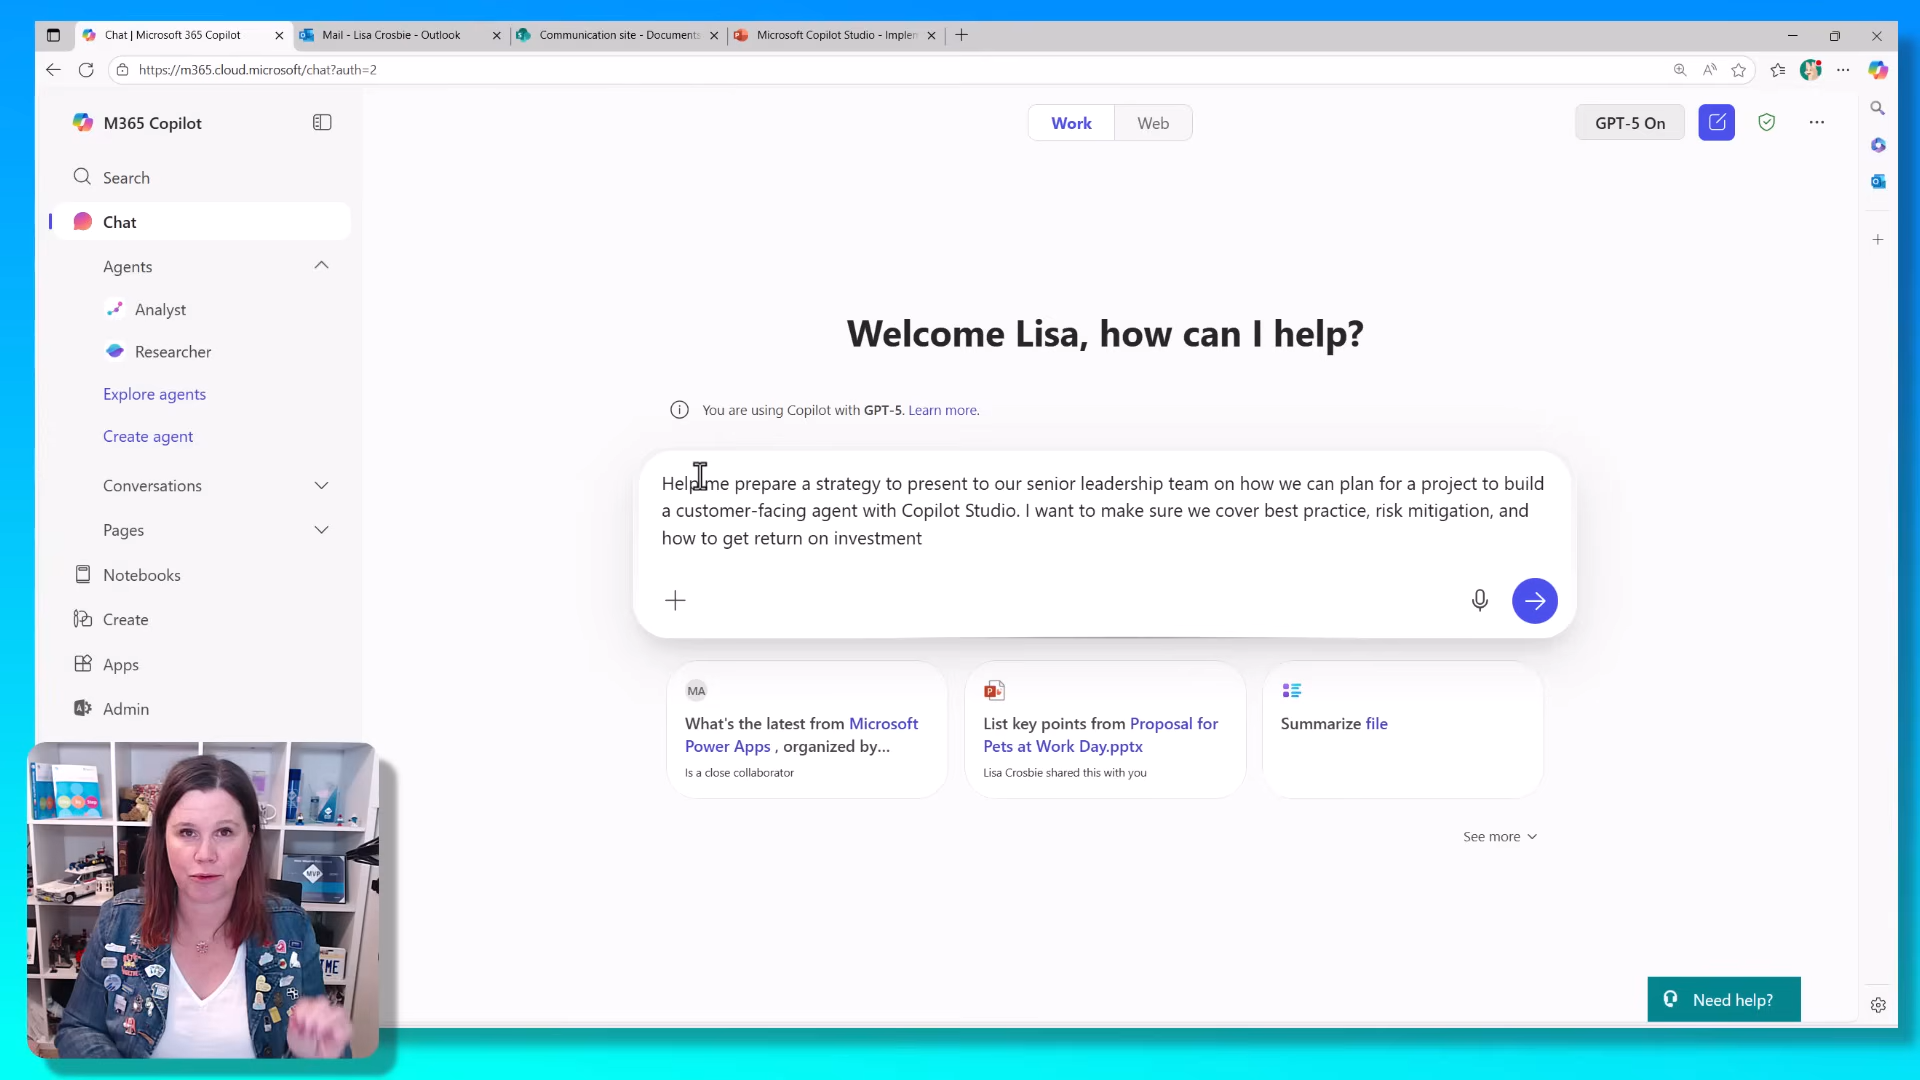 Chat | Microsoft 365 Copilot
Mail - Lisa Crosbie - Outlook
Communication site - Documents
Microsoft Copilot Studio - Implem
https://m365.cloud.microsoft/chat?auth=2
M365 Copilot
Work
Web
GPT-5 On
Search
Chat
Agents
Analyst
Researcher
Explore agents
Create agent
Conversations
Pages
Notebooks
Create
Apps
Admin
Welcome Lisa, how can I help?
You are using Copilot with GPT-5. Learn more.
Help me prepare a strategy to present to our senior leadership team on how we can plan for a project to build
a customer-facing agent with Copilot Studio. I want to make sure we cover best practice, risk mitigation, and
how to get return on investment
MA
What's the latest from Microsoft
Power Apps , organized by...
Is a close collaborator
List key points from Proposal for
Pets at Work Day.pptx
Lisa Crosbie shared this with you
Summarize file
See more
Need help?
MVP